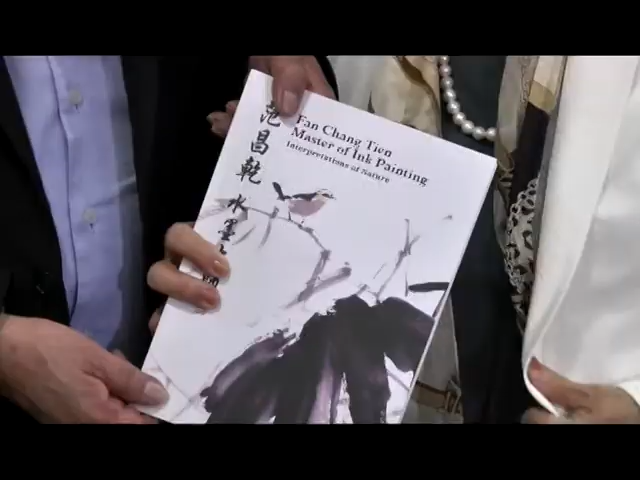 范昌乾水墨
Fan Chang Tien
Master of Ink Painting
Interpretations of Nature